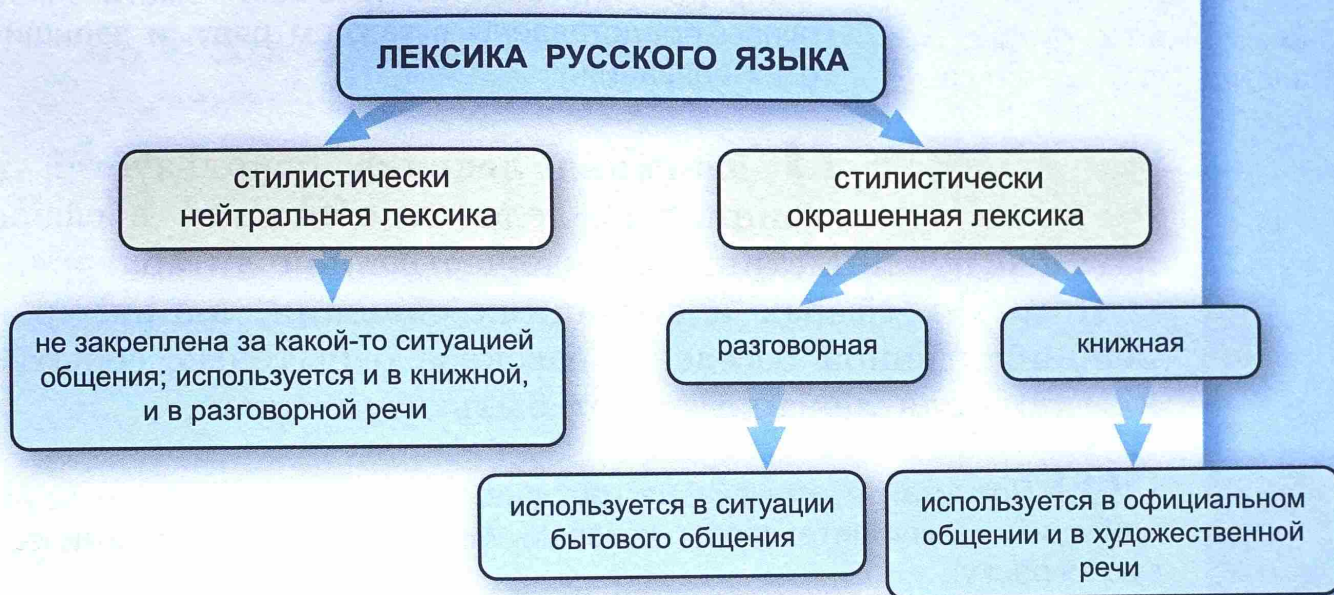 ЛЕКСИКА РУССКОГО ЯЗЫКА
стилистически
нейтральная лексика
стилистически
окрашенная лексика
не закреплена за какой-то ситуацией
общения; используется и в книжной,
и в разговорной речи
разговорная
книжная
используется в ситуации
бытового общения
используется в официальном
общении и в художественной
речи